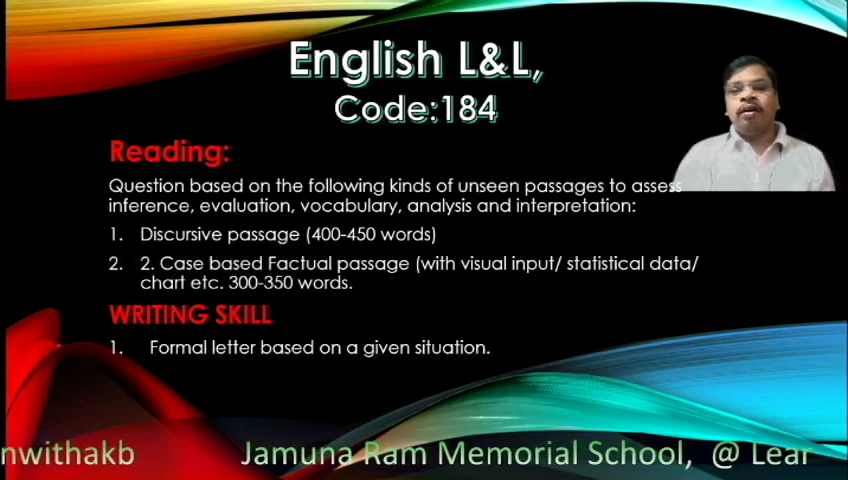 English L&L,
Code:184
Reading:
Question based on the following kinds of unseen passages to assess
inference, evaluation, vocabulary, analysis and interpretation:
1. Discursive passage (400-450 words)
2. 2. Case based Factual passage (with visual input/ statistical data/
chart etc. 300-350 words.
WRITING SKILL
1. Formal letter based on a given situation.
nwithakb Jamuna Ram Memorial School, @ Lear